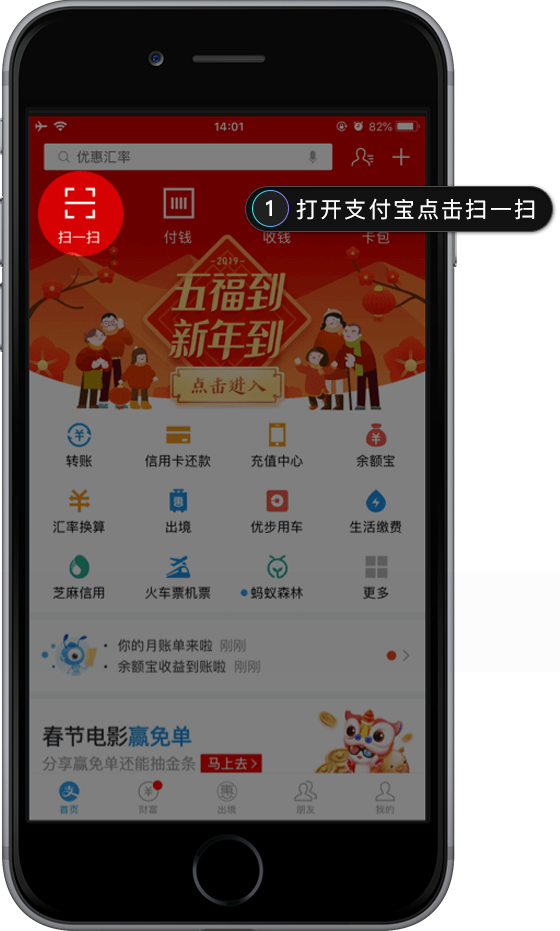 14:01
82%
优惠汇率
1 打开支付宝点击扫一扫
扫一扫
付钱
收钱
卡包
-2019-
五福到
新年到
点击进入
转账
信用卡还款
充值中心
余额宝
汇率换算
出境
优步用车
生活缴费
芝麻信用
火车票机票
蚂蚁森林
更多
你的月账单来啦 刚刚
余额宝收益到账啦 刚刚
春节电影赢免单
分享赢免单还能抽金条 马上去>
首页
财富
出境
朋友
我的